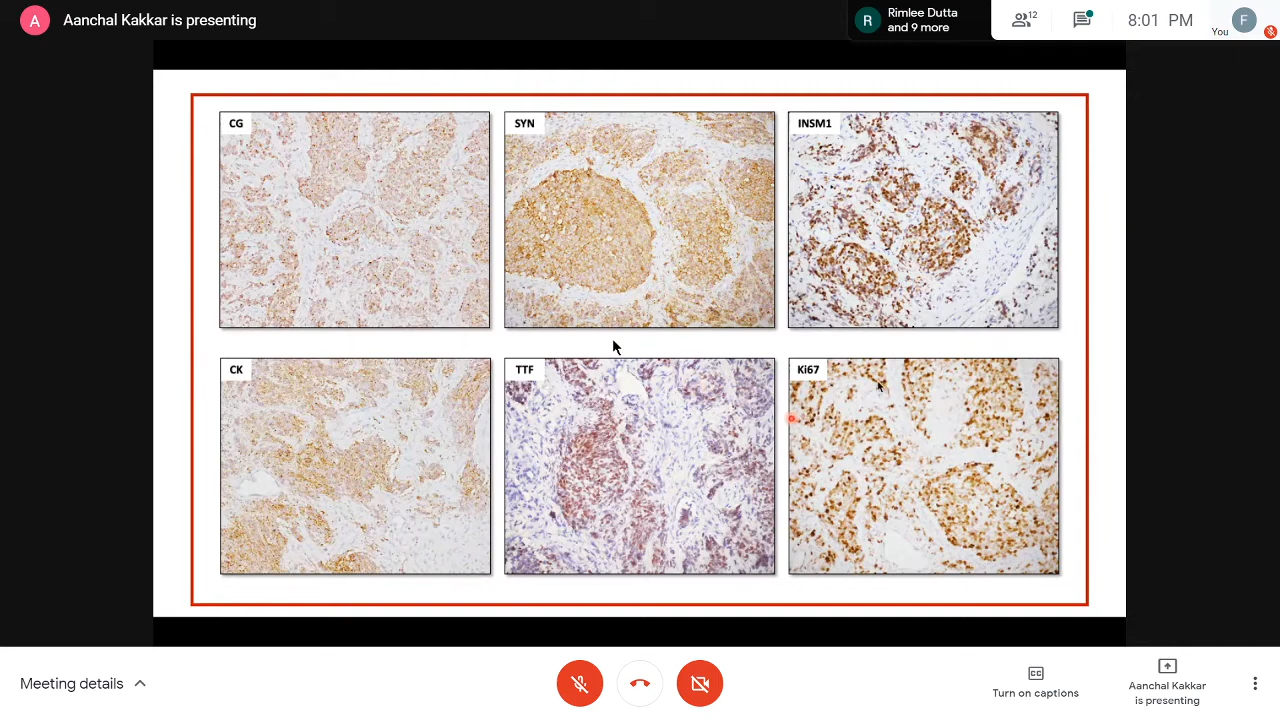 A
Aanchal Kakkar is presenting
R
Rimlee Dutta
and 9 more
12
8:01 PM
You
F
CG
SYN
INSM1
CK
TTF
Ki67
Meeting details
CC
Turn on captions
Aanchal Kakkar
is presenting